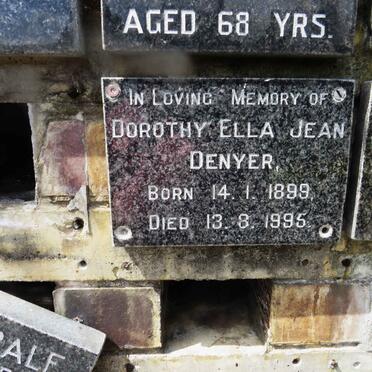 AGED 68 YRS.
IN LOVING MEMORY OF
DOROTHY ELLA JEAN
DENYER,
BORN 14. 1. 1899.
DIED 13. 8. 1995.
ALF